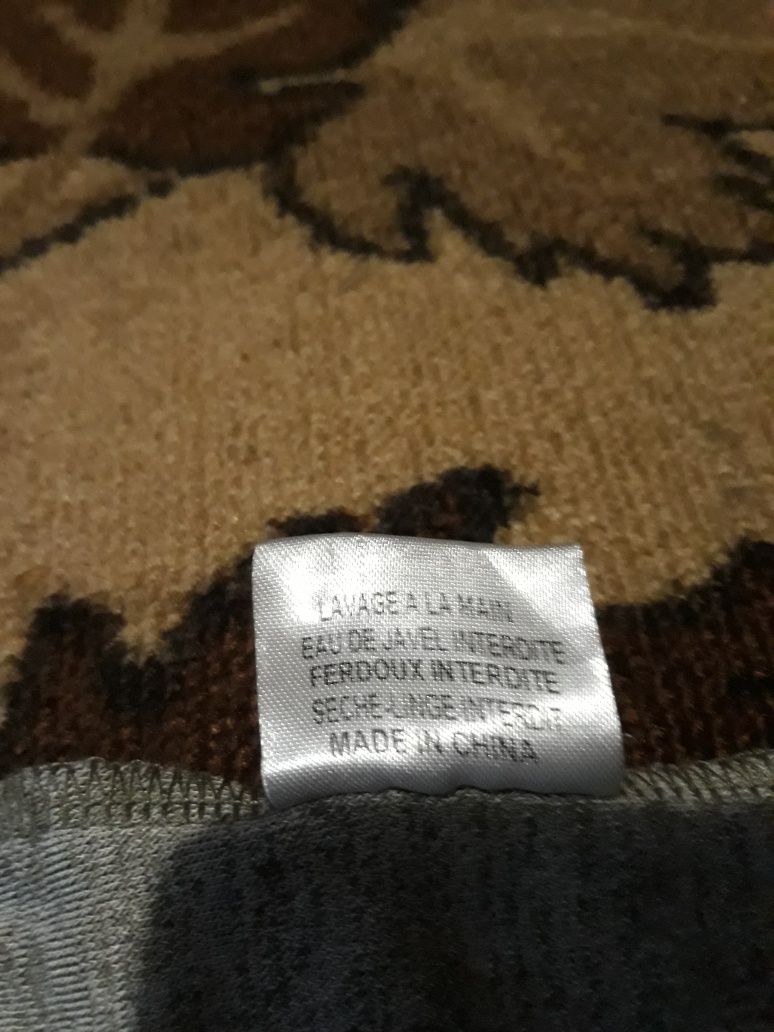 LAVAGE A LA MAIN
EAU DE JAVEL INTERDITE
FERDOUX INTERDITE
SECHE-LINGE INTERDIT
MADE IN CHINA